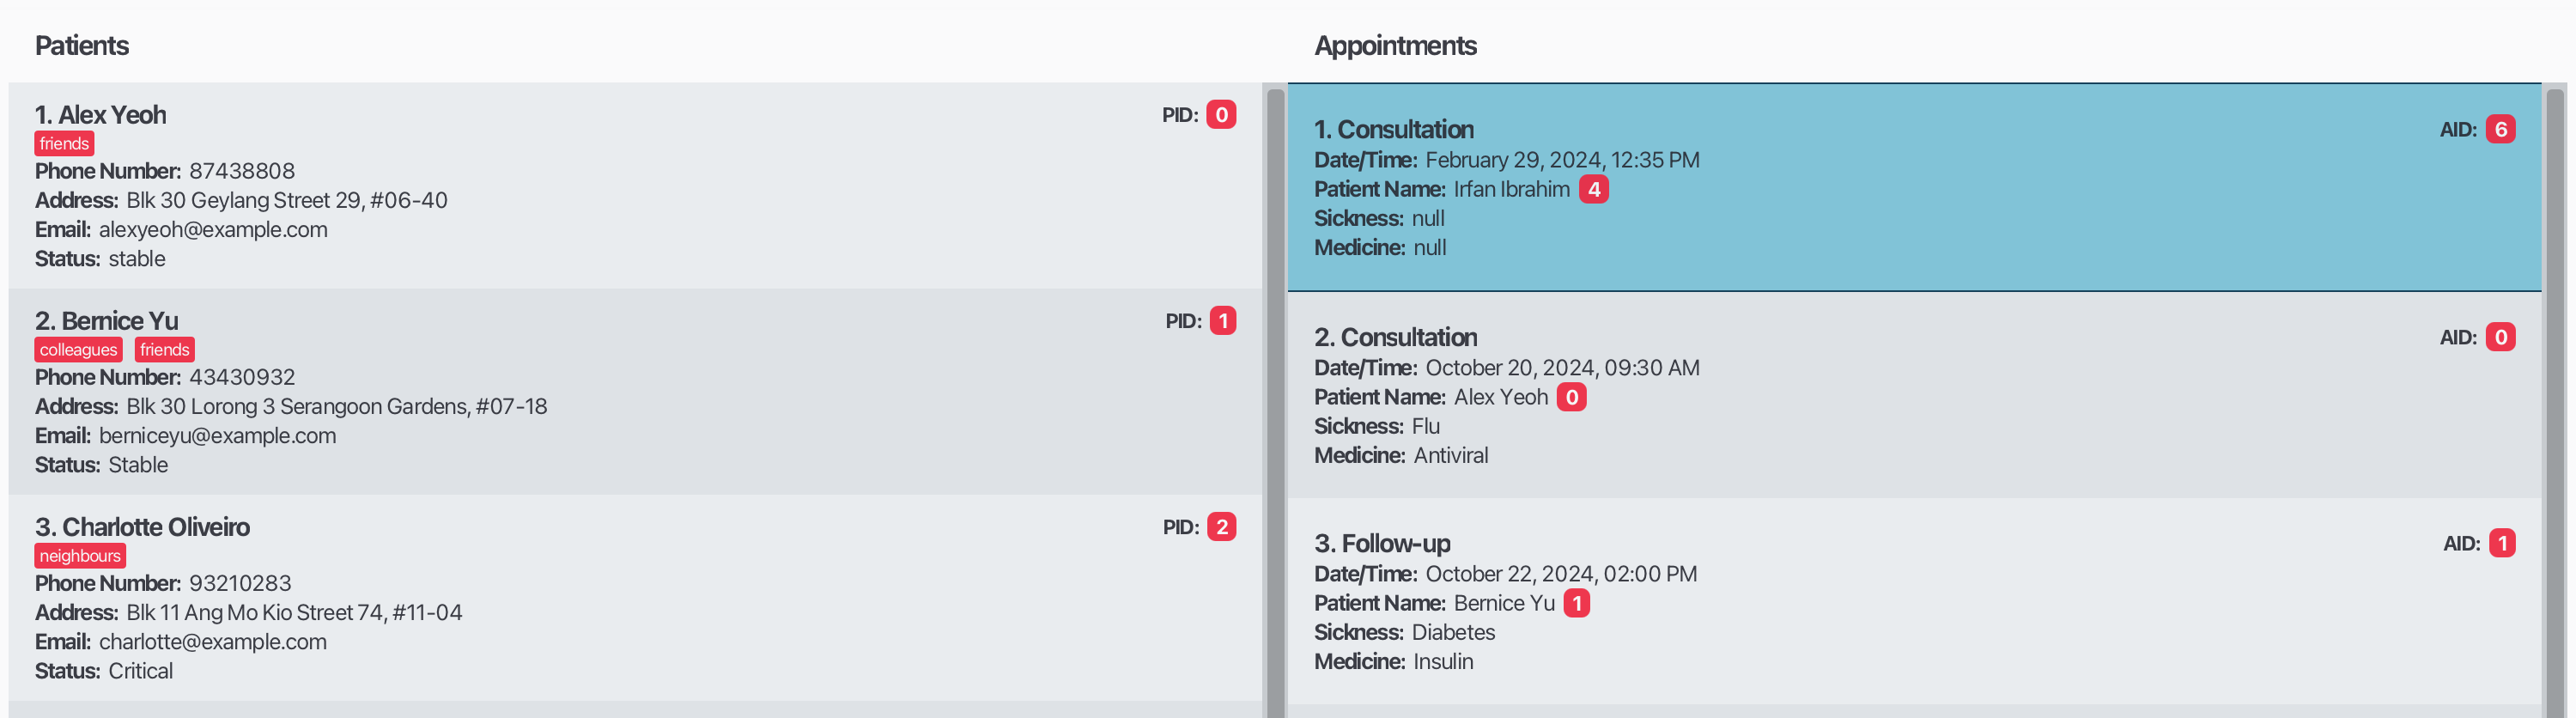 Patients
1. Alex Yeoh
PID: 0
friends
Phone Number: 87438808
Address: Blk 30 Geylang Street 29, #06-40
Email: alexyeoh@example.com
Status: stable
2. Bernice Yu
PID: 1
colleagues friends
Phone Number: 43430932
Address: Blk 30 Lorong 3 Serangoon Gardens, #07-18
Email: berniceyu@example.com
Status: Stable
3. Charlotte Oliveiro
PID: 2
neighbours
Phone Number: 93210283
Address: Blk 11 Ang Mo Kio Street 74, #11-04
Email: charlotte@example.com
Status: Critical
Appointments
1. Consultation
AID: 6
Date/Time: February 29, 2024, 12:35 PM
Patient Name: Irfan Ibrahim 4
Sickness: null
Medicine: null
2. Consultation
AID: 0
Date/Time: October 20, 2024, 09:30 AM
Patient Name: Alex Yeoh 0
Sickness: Flu
Medicine: Antiviral
3. Follow-up
AID: 1
Date/Time: October 22, 2024, 02:00 PM
Patient Name: Bernice Yu 1
Sickness: Diabetes
Medicine: Insulin